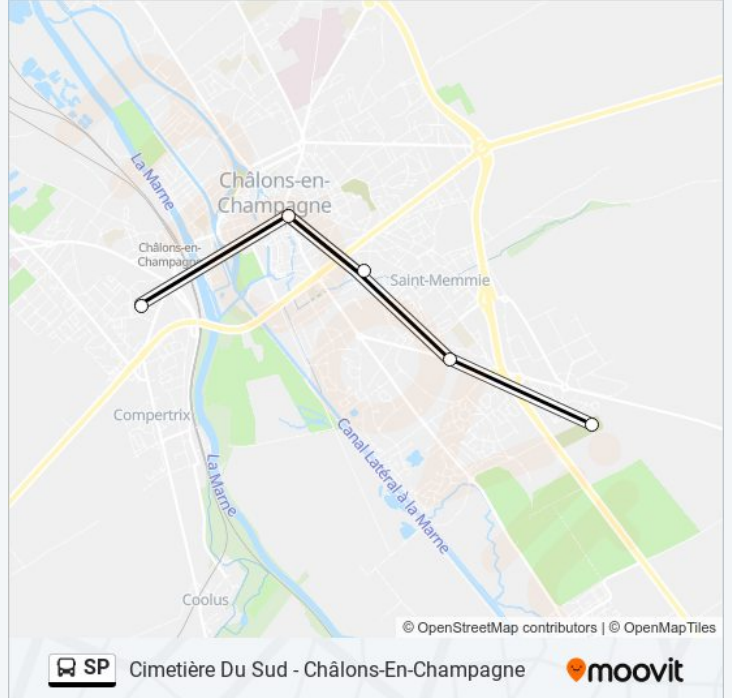 La Marne
Châlons-en-
Champagne
Châlons-en-
Champagne
Saint-Memmie
Compertrix
Canal Latéral à la Marne
La Marne
Coolus
© OpenStreetMap contributors | © OpenMapTiles
SP Cimetière Du Sud - Châlons-En-Champagne moovit